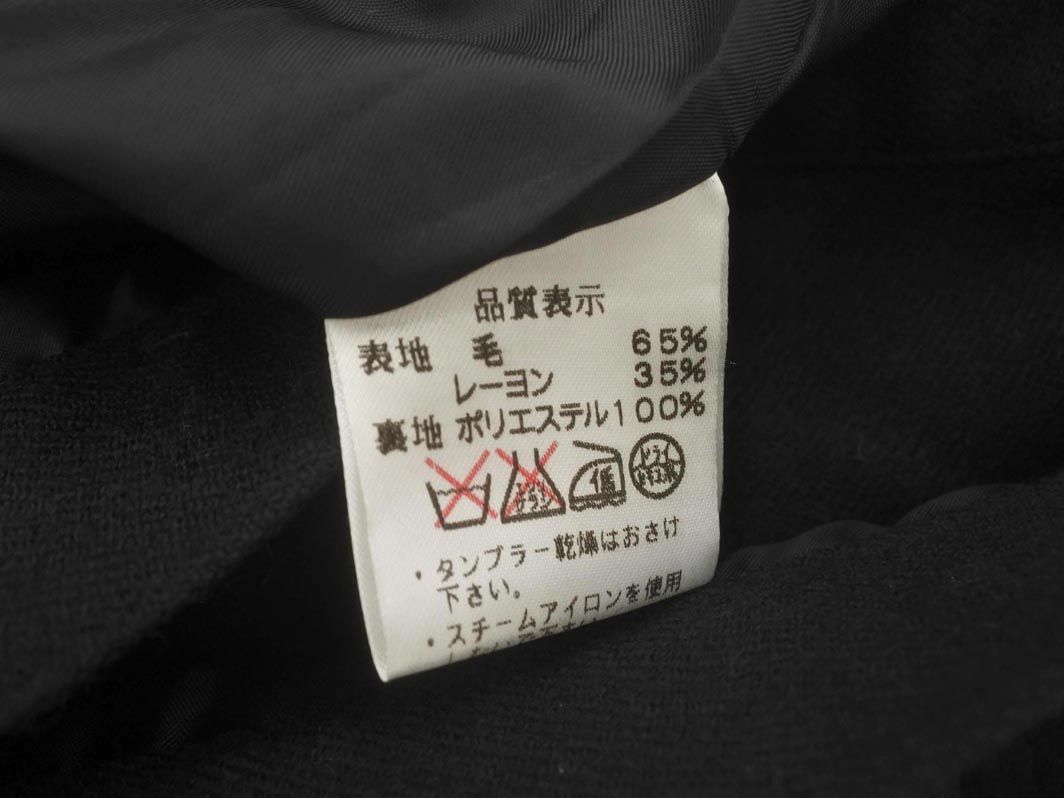 品質表示
表地 毛 65%
レーヨン 35%
裏地 ポリエステル100%
低
・タンブラー乾燥はおさけ
下さい。
・スチームアイロンを使用